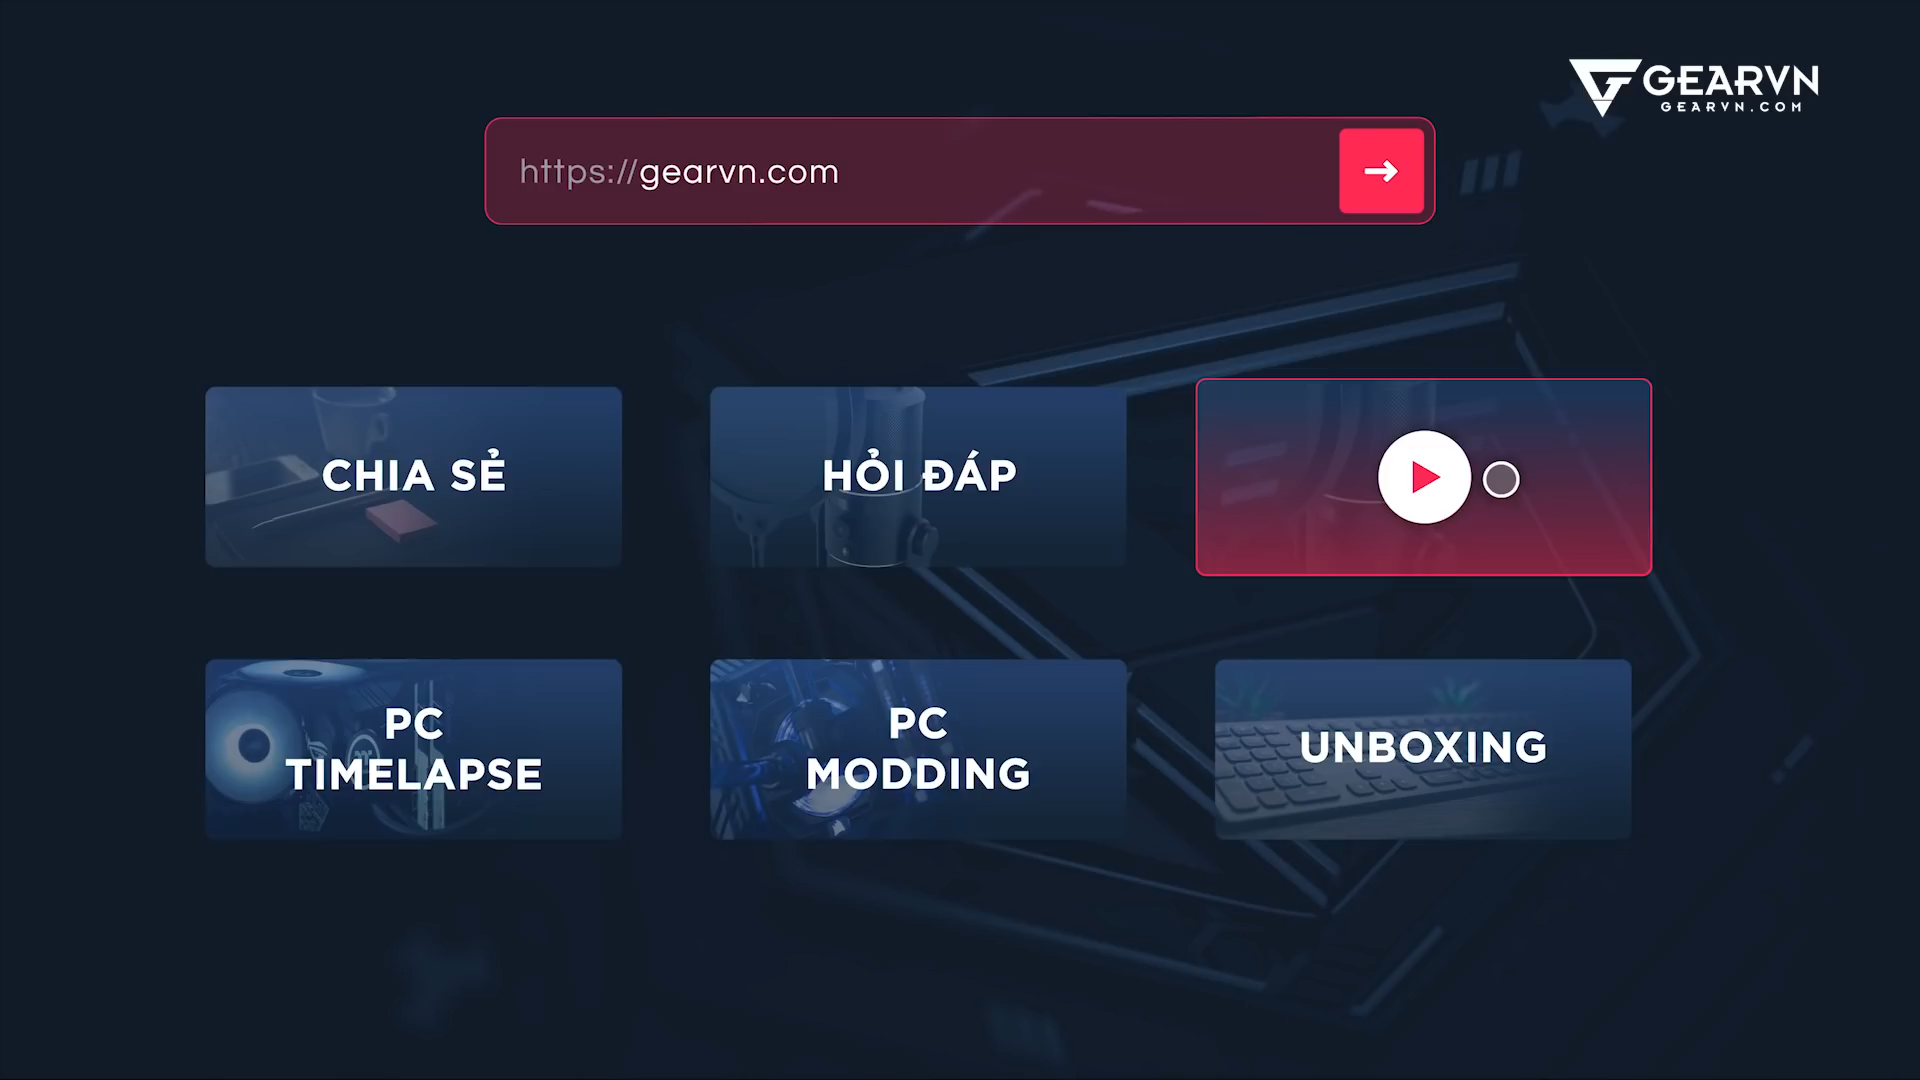 GEARVN
GEARVN.COM
https://gearvn.com
CHIA SẺ
HỎI ĐÁP
PC
TIMELAPSE
PC
MODDING
UNBOXING